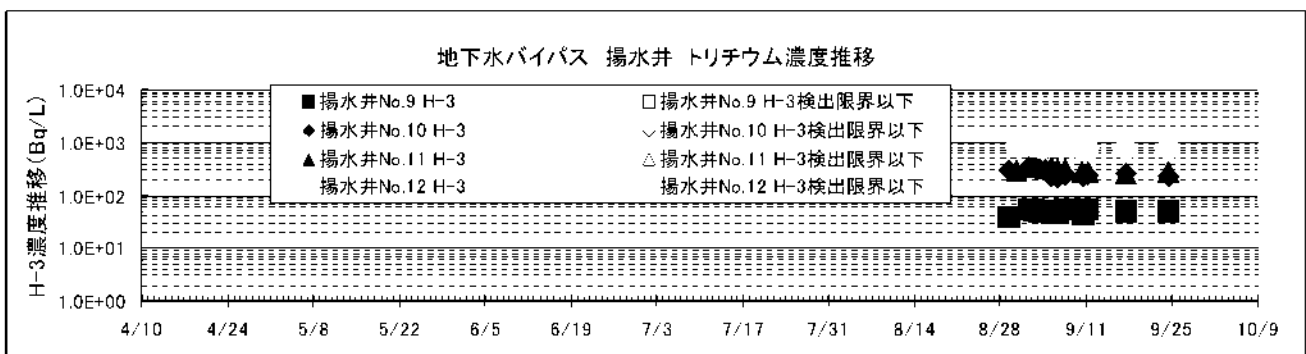 地下水バイパス 揚水井 トリチウム濃度推移
H-3濃度推移(Bq/L)
1.0E+04
1.0E+03
1.0E+02
1.0E+01
1.0E+00
揚水井No.9 H-3
揚水井No.9 H-3検出限界以下
揚水井No.10 H-3
揚水井No.10 H-3検出限界以下
揚水井No.11 H-3
揚水井No.11 H-3検出限界以下
揚水井No.12 H-3
揚水井No.12 H-3検出限界以下
4/10 4/24 5/8 5/22 6/5 6/19 7/3 7/17 7/31 8/14 8/28 9/11 9/25 10/9